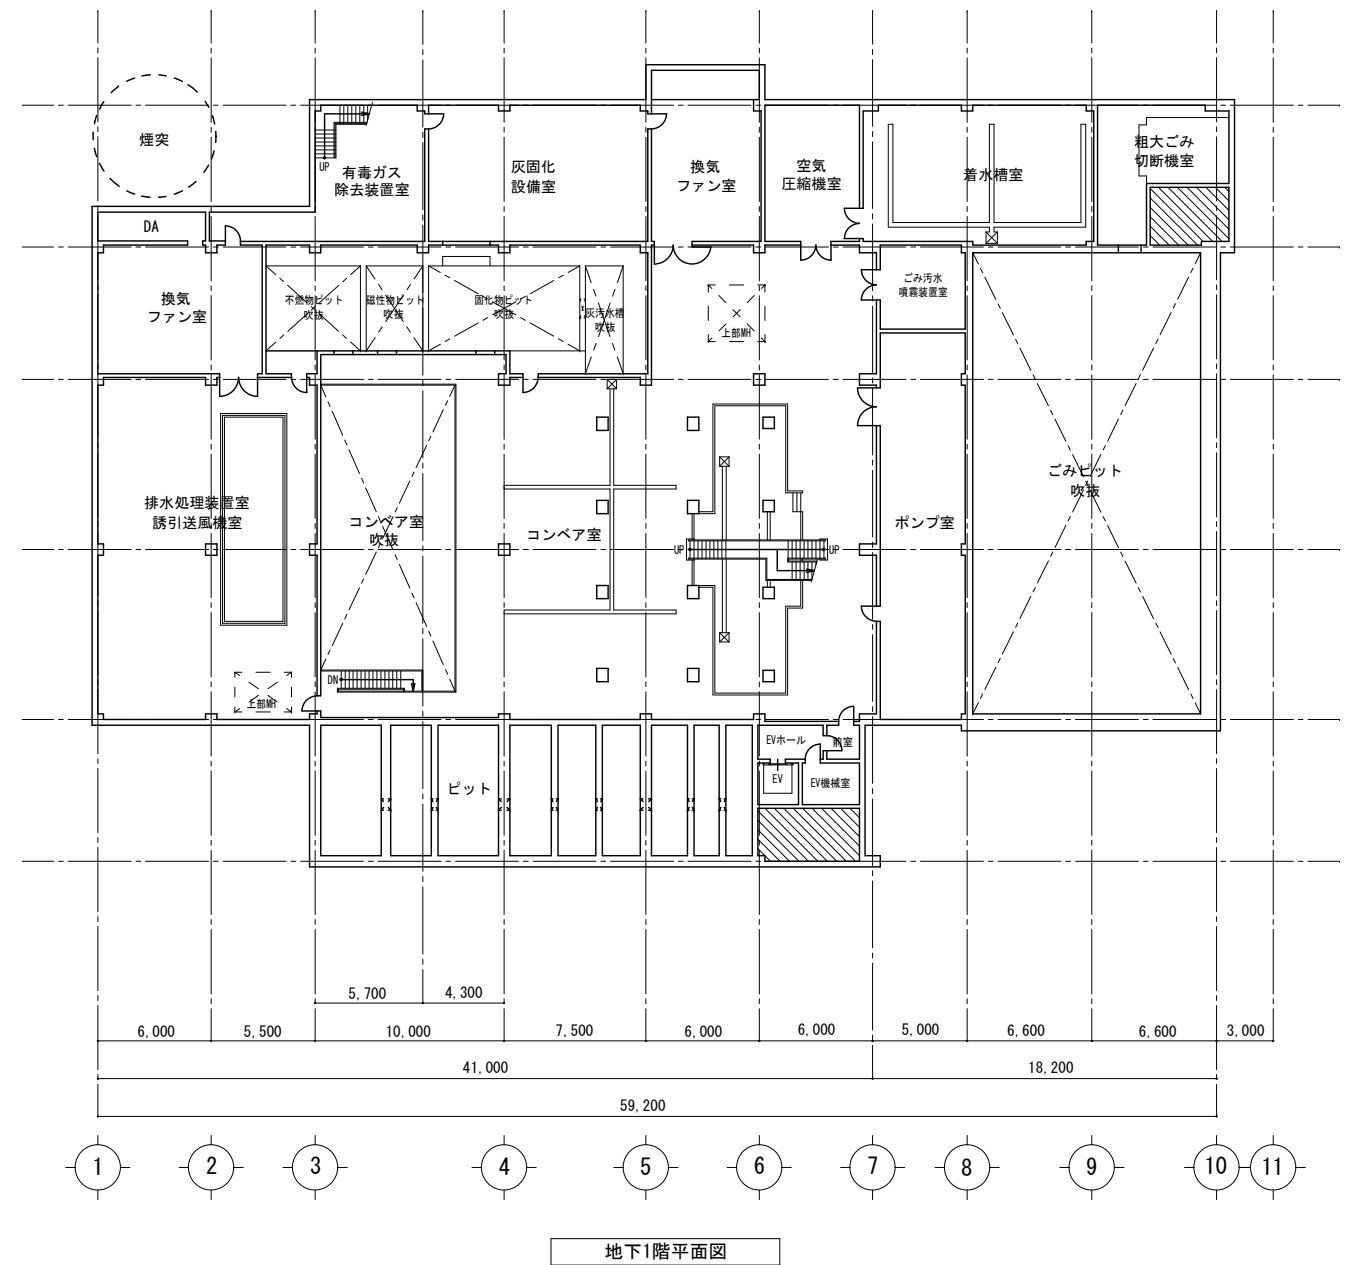 煙突
UP
有毒ガス
除去装置室
灰固化
設備室
換気
ファン室
空気
圧縮機室
着水槽室
粗大ごみ
切断機室
DA
換気
ファン室
不燃物ピット
吹抜
磁性物ピット
吹抜
固化物ピット
吹抜
灰汚水槽
吹抜
上部MH
ごみ汚水
噴霧装置室
排水処理装置室
誘引送風機室
コンベア室
吹抜
コンベア室
UP
UP
ポンプ室
ごみピット
吹抜
DN
上部MH
ピット
EVホール
前室
EV
EV機械室
5,700
4,300
6,000
5,500
10,000
7,500
6,000
6,000
5,000
6,600
6,600
3,000
41,000
18,200
59,200
1
2
3
4
5
6
7
8
9
10
11
地下1階平面図